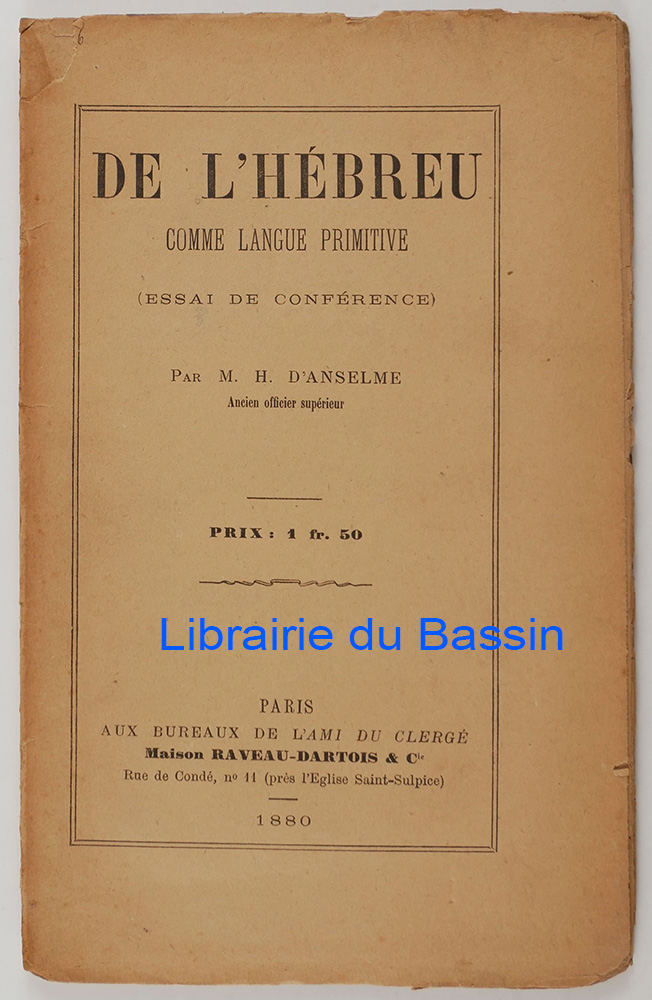 DE L'HÉBREU
COMME LANGUE PRIMITIVE
(ESSAI DE CONFÉRENCE)
PAR M. H. D'ANSELME
Ancien officier supérieur
PRIX : 1 fr. 50
Librairie du Bassin
PARIS
AUX BUREAUX DE L'AMI DU CLERGÉ
Maison RAVEAU-DARTOIS & Cie
Rue de Condé, no 11 (près l'Eglise Saint-Sulpice)
1880